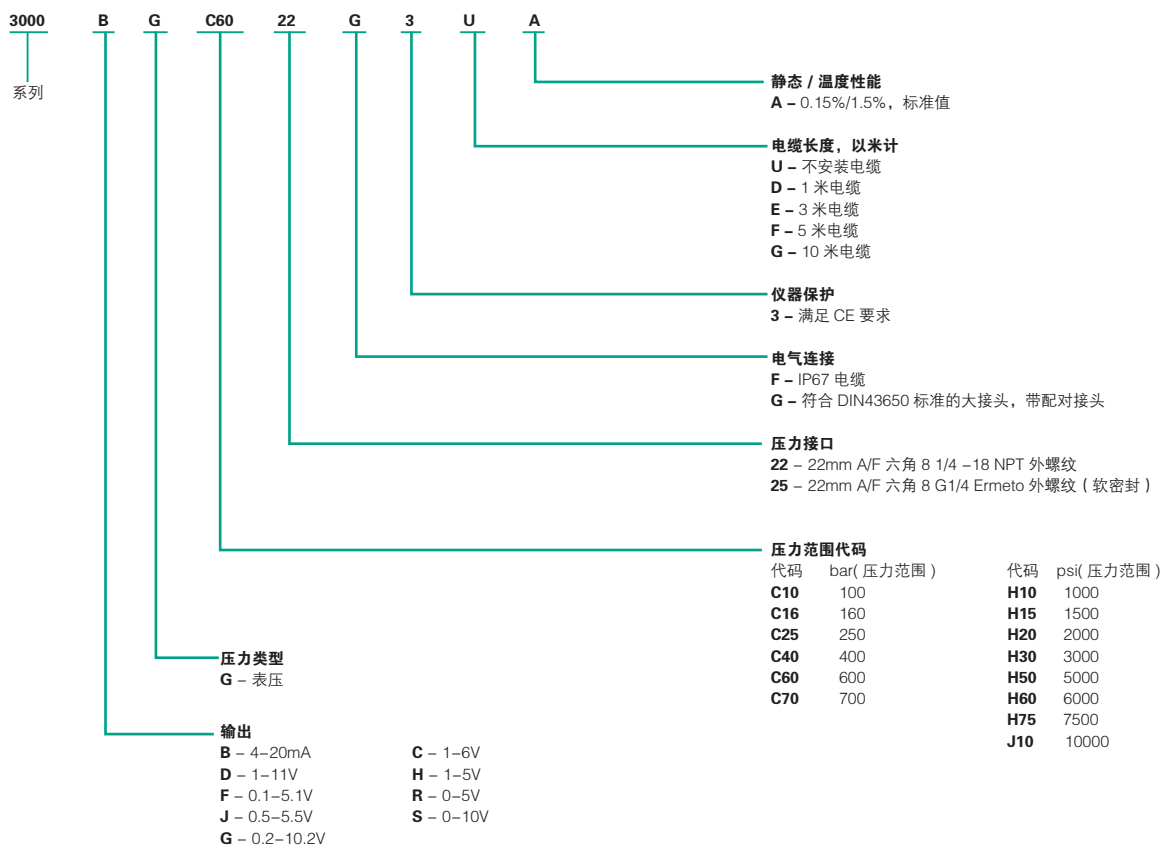 3000 B G C60 22 G 3 U A
系列
静态 / 温度性能
A – 0.15%/1.5%，标准值
电缆长度，以米计
U – 不安装电缆
D – 1 米电缆
E – 3 米电缆
F – 5 米电缆
G – 10 米电缆
仪器保护
3 – 满足 CE 要求
电气连接
F – IP67 电缆
G – 符合 DIN43650 标准的大接头，带配对接头
压力接口
22 – 22mm A/F 六角 8 1/4 –18 NPT 外螺纹
25 – 22mm A/F 六角 8 G1/4 Ermeto 外螺纹 ( 软密封 )
压力范围代码
代码 bar( 压力范围 ) 代码 psi( 压力范围 )
C10 100 H10 1000
C16 160 H15 1500
C25 250 H20 2000
C40 400 H30 3000
C60 600 H50 5000
C70 700 H60 6000
H75 7500
J10 10000
压力类型
G – 表压
输出
B – 4–20mA C – 1–6V
D – 1–11V H – 1–5V
F – 0.1–5.1V R – 0–5V
J – 0.5–5.5V S – 0–10V
G – 0.2–10.2V